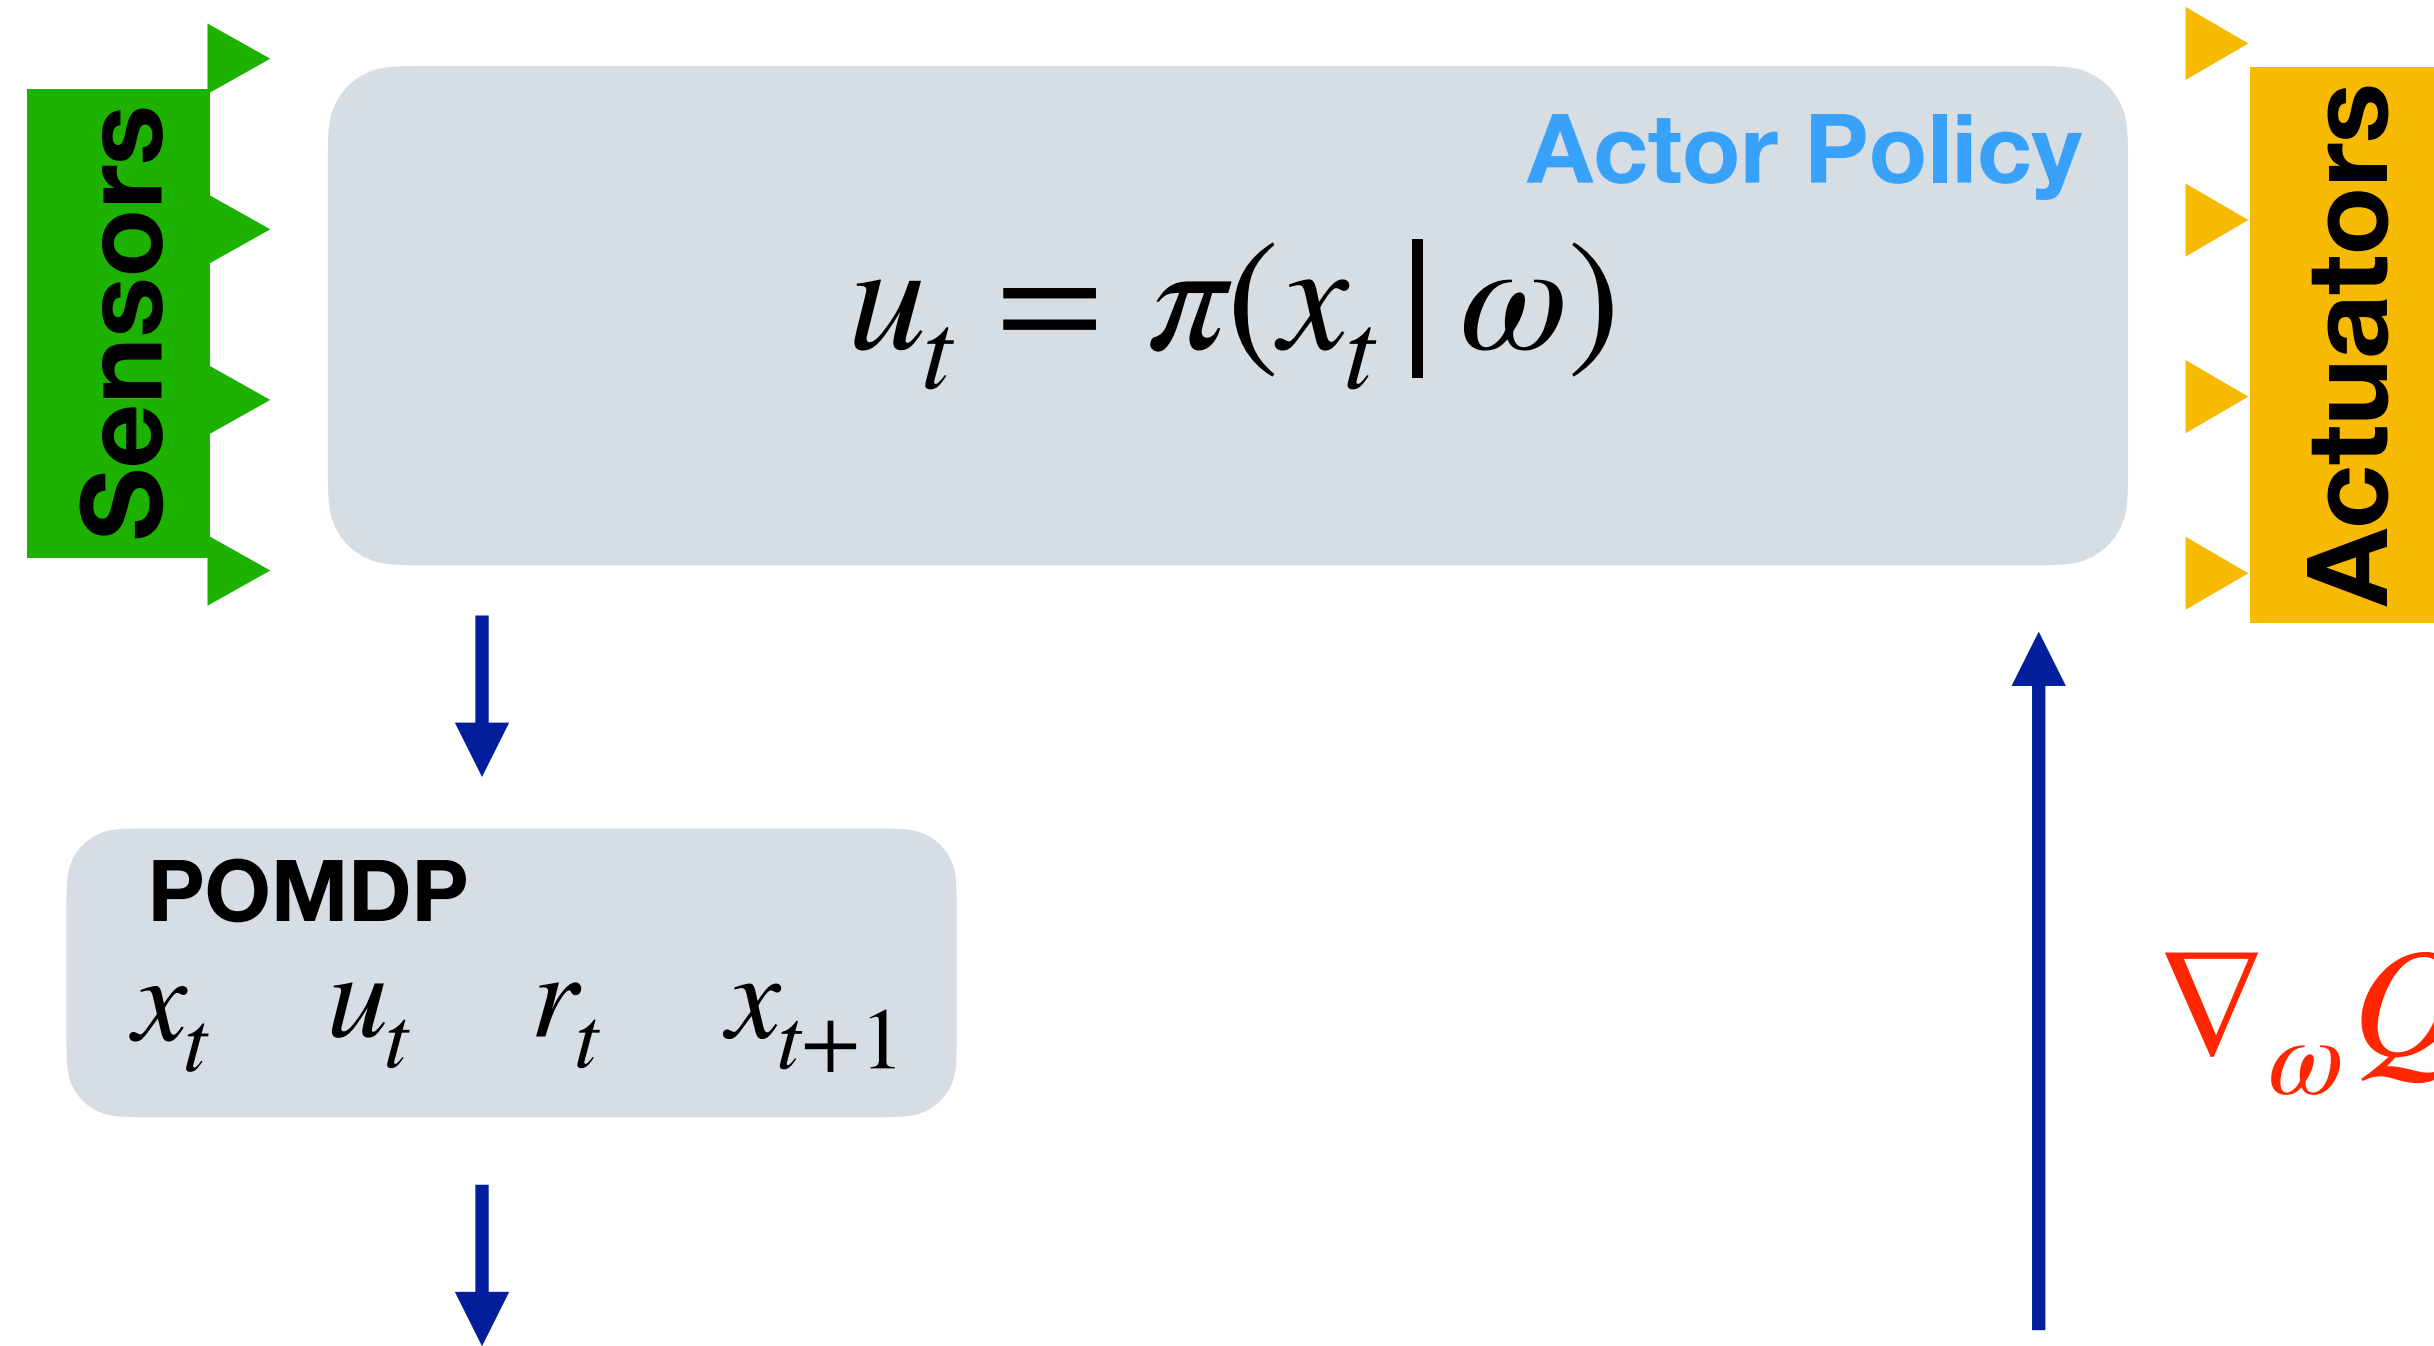 Sensors
Actor Policy
u_t = π(x_t | ω)
Actuators
POMDP
x_t u_t r_t x_{t+1}
∇_ω Q